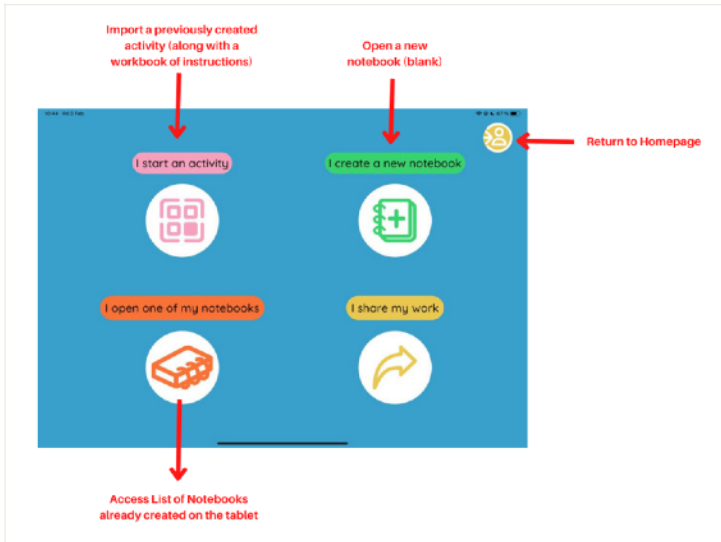 Import a previously created
activity (along with a
workbook of instructions)
Open a new
notebook (blank)
Return to Homepage
I start an activity
I create a new notebook
I open one of my notebooks
I share my work
Access List of Notebooks
already created on the tablet